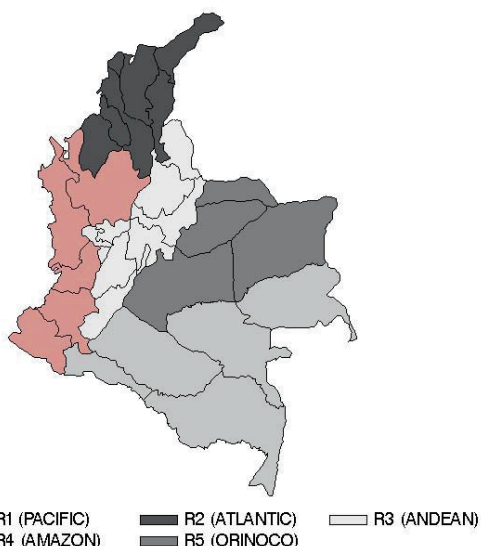 R1 (PACIFIC) R2 (ATLANTIC) R3 (ANDEAN)
R4 (AMAZON) R5 (ORINOCO)